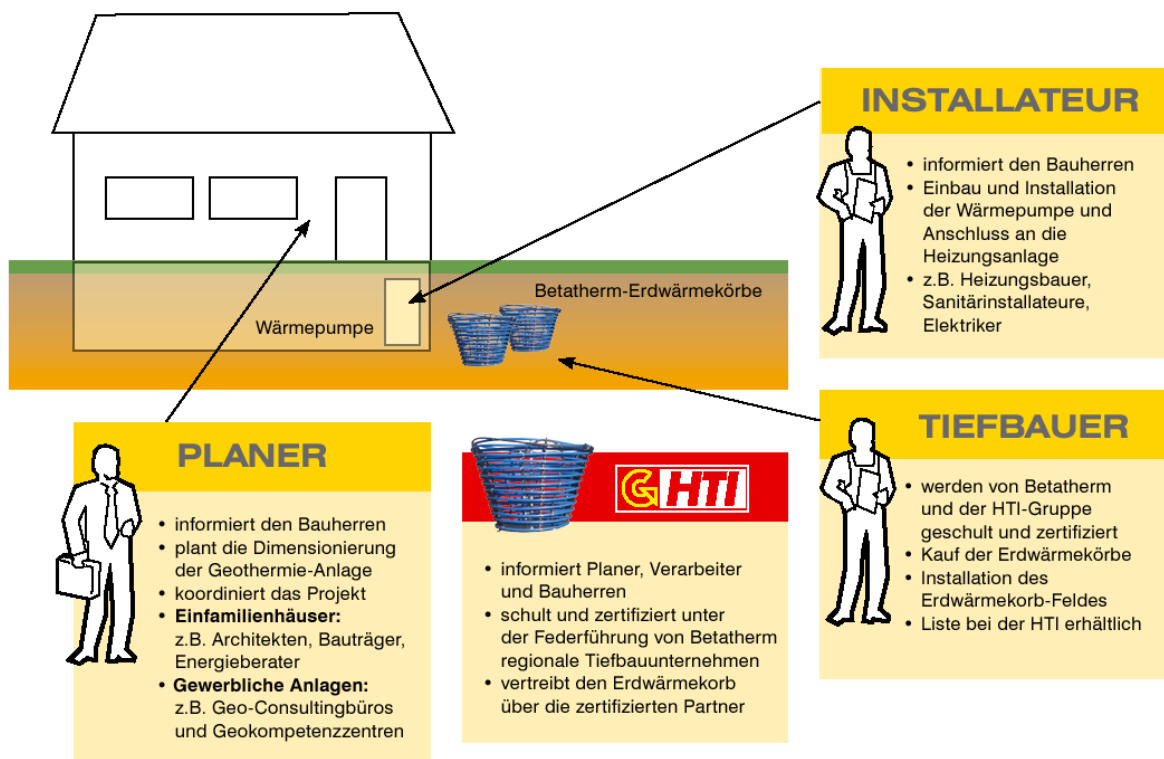 Wärmepumpe
Betatherm-Erdwärmekörbe
INSTALLATEUR
• informiert den Bauherren
• Einbau und Installation
der Wärmepumpe und
Anschluss an die
Heizungsanlage
• z.B. Heizungsbauer,
Sanitärinstallateure,
Elektriker
PLANER
• informiert den Bauherren
• plant die Dimensionierung
der Geothermie-Anlage
• koordiniert das Projekt
• Einfamilienhäuser:
z.B. Architekten, Bauträger,
Energieberater
• Gewerbliche Anlagen:
z.B. Geo-Consultingbüros
und Geokompetenzzentren
G HTI
• informiert Planer, Verarbeiter
und Bauherren
• schult und zertifiziert unter
der Federführung von Betatherm
regionale Tiefbauunternehmen
• vertreibt den Erdwärmekorb
über die zertifizierten Partner
TIEFBAUER
• werden von Betatherm
und der HTI-Gruppe
geschult und zertifiziert
• Kauf der Erdwärmekörbe
• Installation des
Erdwärmekorb-Feldes
• Liste bei der HTI erhältlich